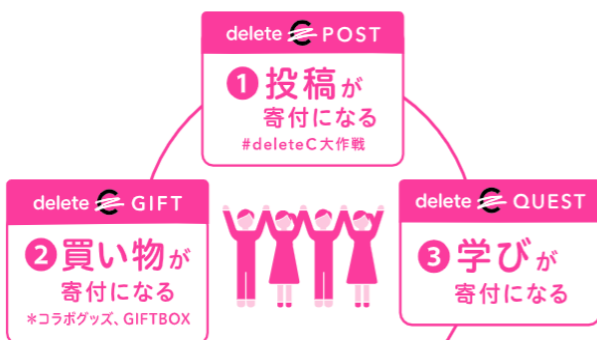 delete C POST
1 投稿が
寄付になる
#deleteC大作戦
delete C GIFT
2 買い物が
寄付になる
*コラボグッズ、GIFTBOX
delete C QUEST
3 学びが
寄付になる